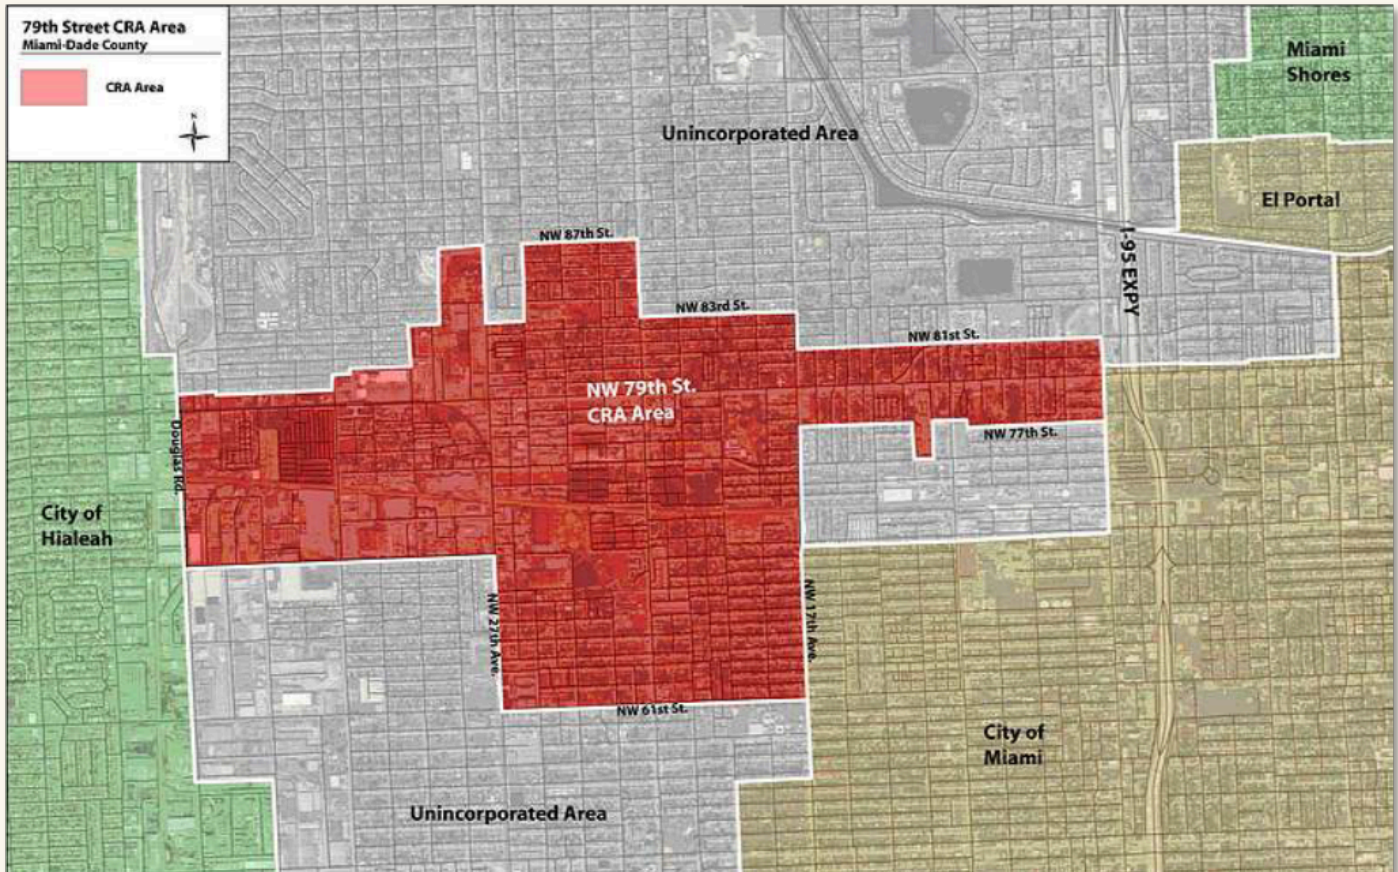 79th Street CRA Area
Miami-Dade County
CRA Area
N
Miami
Shores
Unincorporated Area
El Portal
I-95 EXPY
NW 87th St.
NW 83rd St.
NW 81st St.
NW 79th St.
CRA Area
NW 77th St.
Douglas Rd.
City of
Hialeah
NW 27th Ave.
NW 17th Ave.
NW 61st St.
City of
Miami
Unincorporated Area